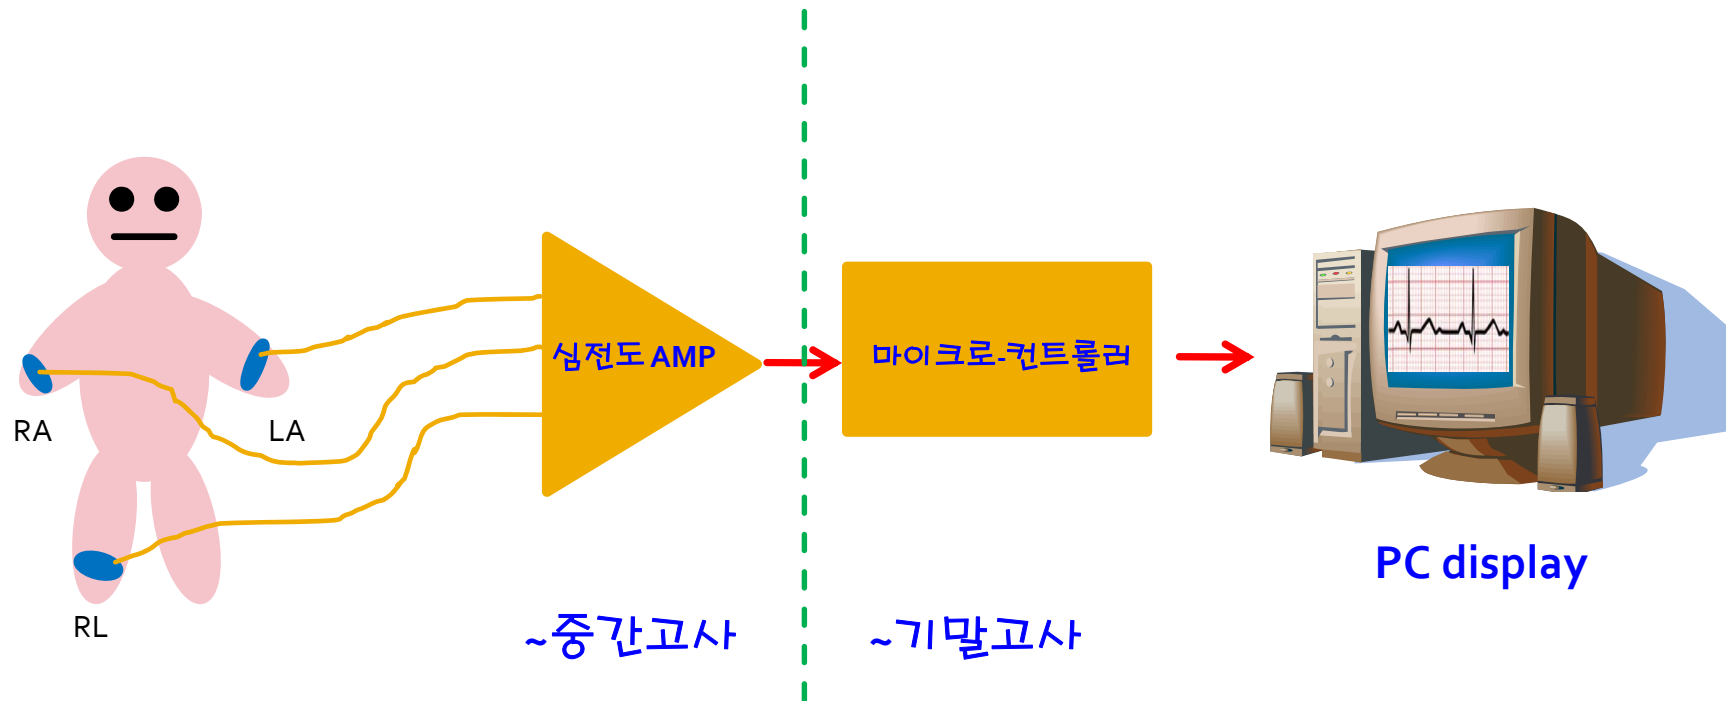 심전도 AMP
마이크로-컨트롤러
RA
LA
PC display
RL
~중간고사
~기말고사